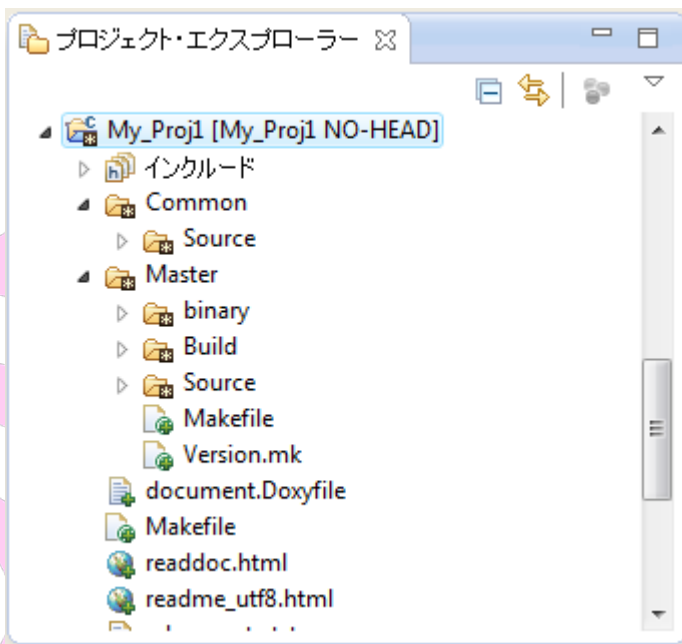 プロジェクト・エクスプローラー
My_Proj1 [My_Proj1 NO-HEAD]
インクルード
Common
Source
Master
binary
Build
Source
Makefile
Version.mk
document.Doxyfile
Makefile
readdoc.html
readme_utf8.html